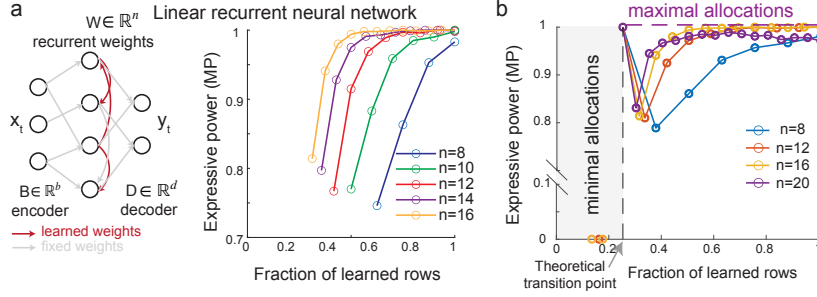 a
W∈ℝⁿ
recurrent weights
x_t
y_t
B∈ℝᵇ
encoder
D∈ℝᵈ
decoder
learned weights
fixed weights
Linear recurrent neural network
Expressive power (MP)
1
0.9
0.8
0.7
0
0.2
0.4
0.6
0.8
1
Fraction of learned rows
n=8
n=10
n=12
n=14
n=16
b
maximal allocations
Expressive power (MP)
1
0.9
0.8
0.1
0
minimal allocations
0
0.2
0.4
0.6
0.8
1
Theoretical
transition point
Fraction of learned rows
n=8
n=12
n=16
n=20